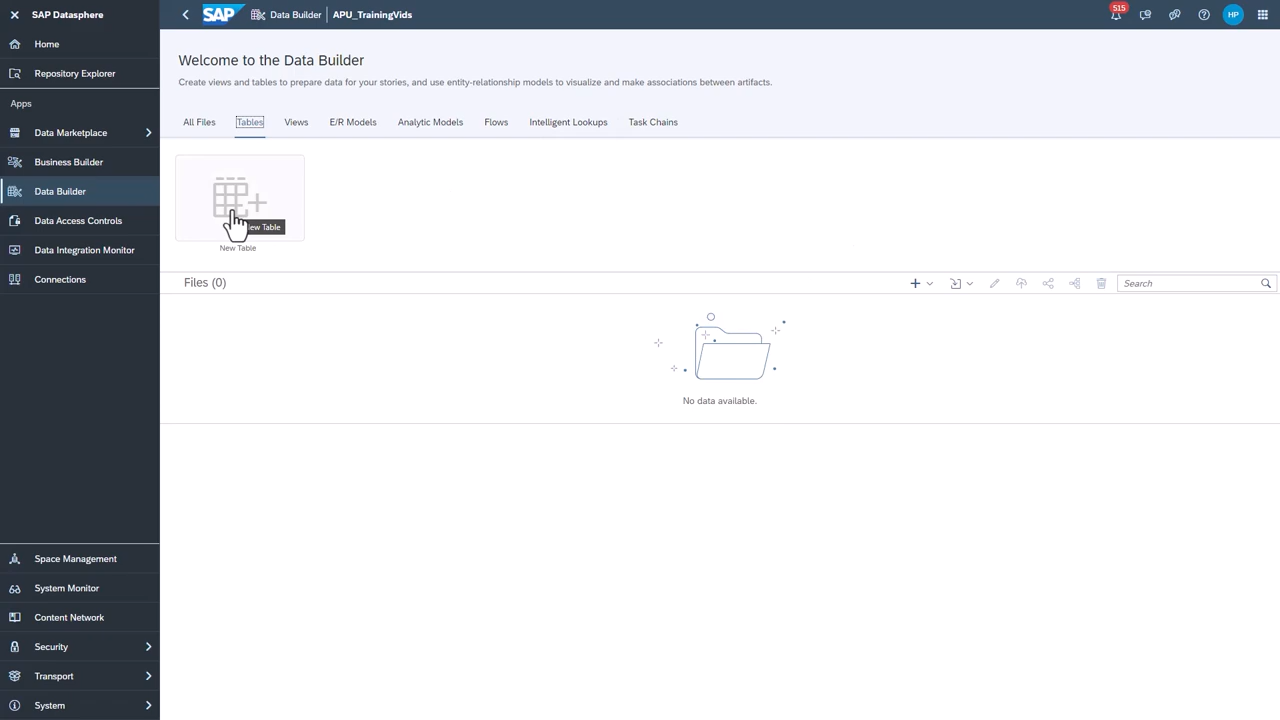 SAP Datasphere
SAP
Data Builder
APU_TrainingVids
515
HP
Home
Repository Explorer
Apps
Data Marketplace
Business Builder
Data Builder
Data Access Controls
Data Integration Monitor
Connections
Space Management
System Monitor
Content Network
Security
Transport
System
Welcome to the Data Builder
Create views and tables to prepare data for your stories, and use entity-relationship models to visualize and make associations between artifacts.
All Files Tables Views E/R Models Analytic Models Flows Intelligent Lookups Task Chains
ew Table
New Table
Files (0)
Search
No data available.